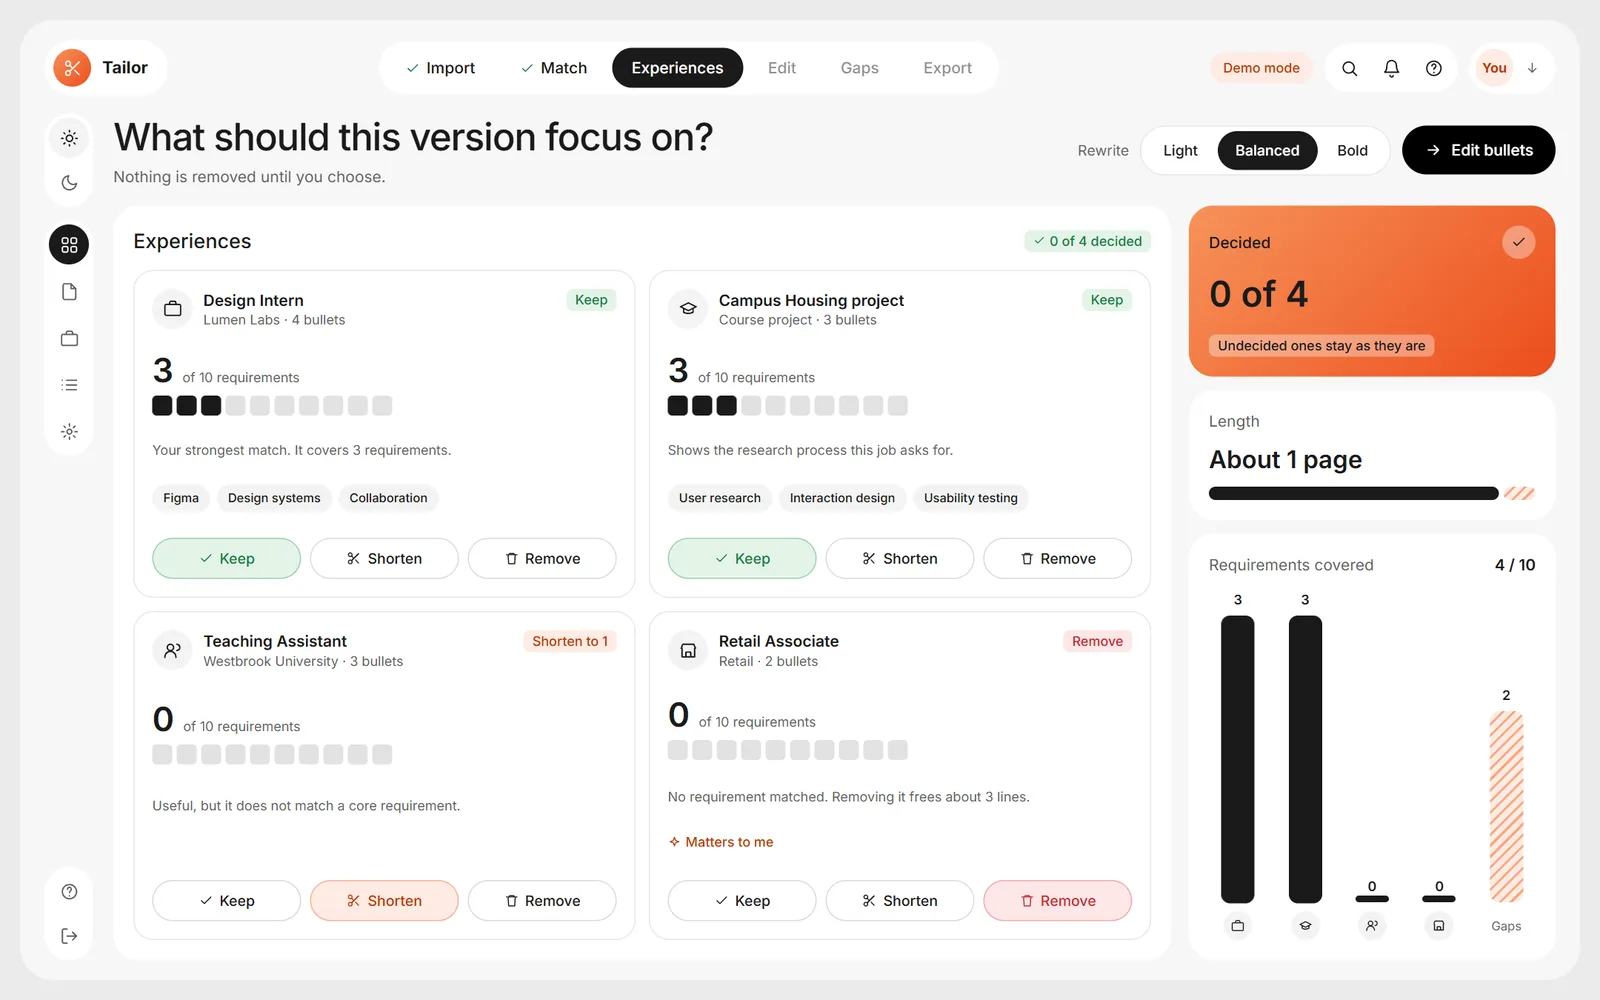 Tailor
Import
Match
Experiences
Edit
Gaps
Export
Demo mode
You
What should this version focus on?
Nothing is removed until you choose.
Rewrite
Light
Balanced
Bold
Edit bullets
Experiences
0 of 4 decided
Design Intern
Lumen Labs · 4 bullets
Keep
3 of 10 requirements
Your strongest match. It covers 3 requirements.
Figma
Design systems
Collaboration
Keep
Shorten
Remove
Campus Housing project
Course project · 3 bullets
Keep
3 of 10 requirements
Shows the research process this job asks for.
User research
Interaction design
Usability testing
Keep
Shorten
Remove
Teaching Assistant
Westbrook University · 3 bullets
Shorten to 1
0 of 10 requirements
Useful, but it does not match a core requirement.
Keep
Shorten
Remove
Retail Associate
Retail · 2 bullets
Remove
0 of 10 requirements
No requirement matched. Removing it frees about 3 lines.
Matters to me
Keep
Shorten
Remove
Decided
0 of 4
Undecided ones stay as they are
Length
About 1 page
Requirements covered
4 / 10
3
3
0
0
2
Gaps